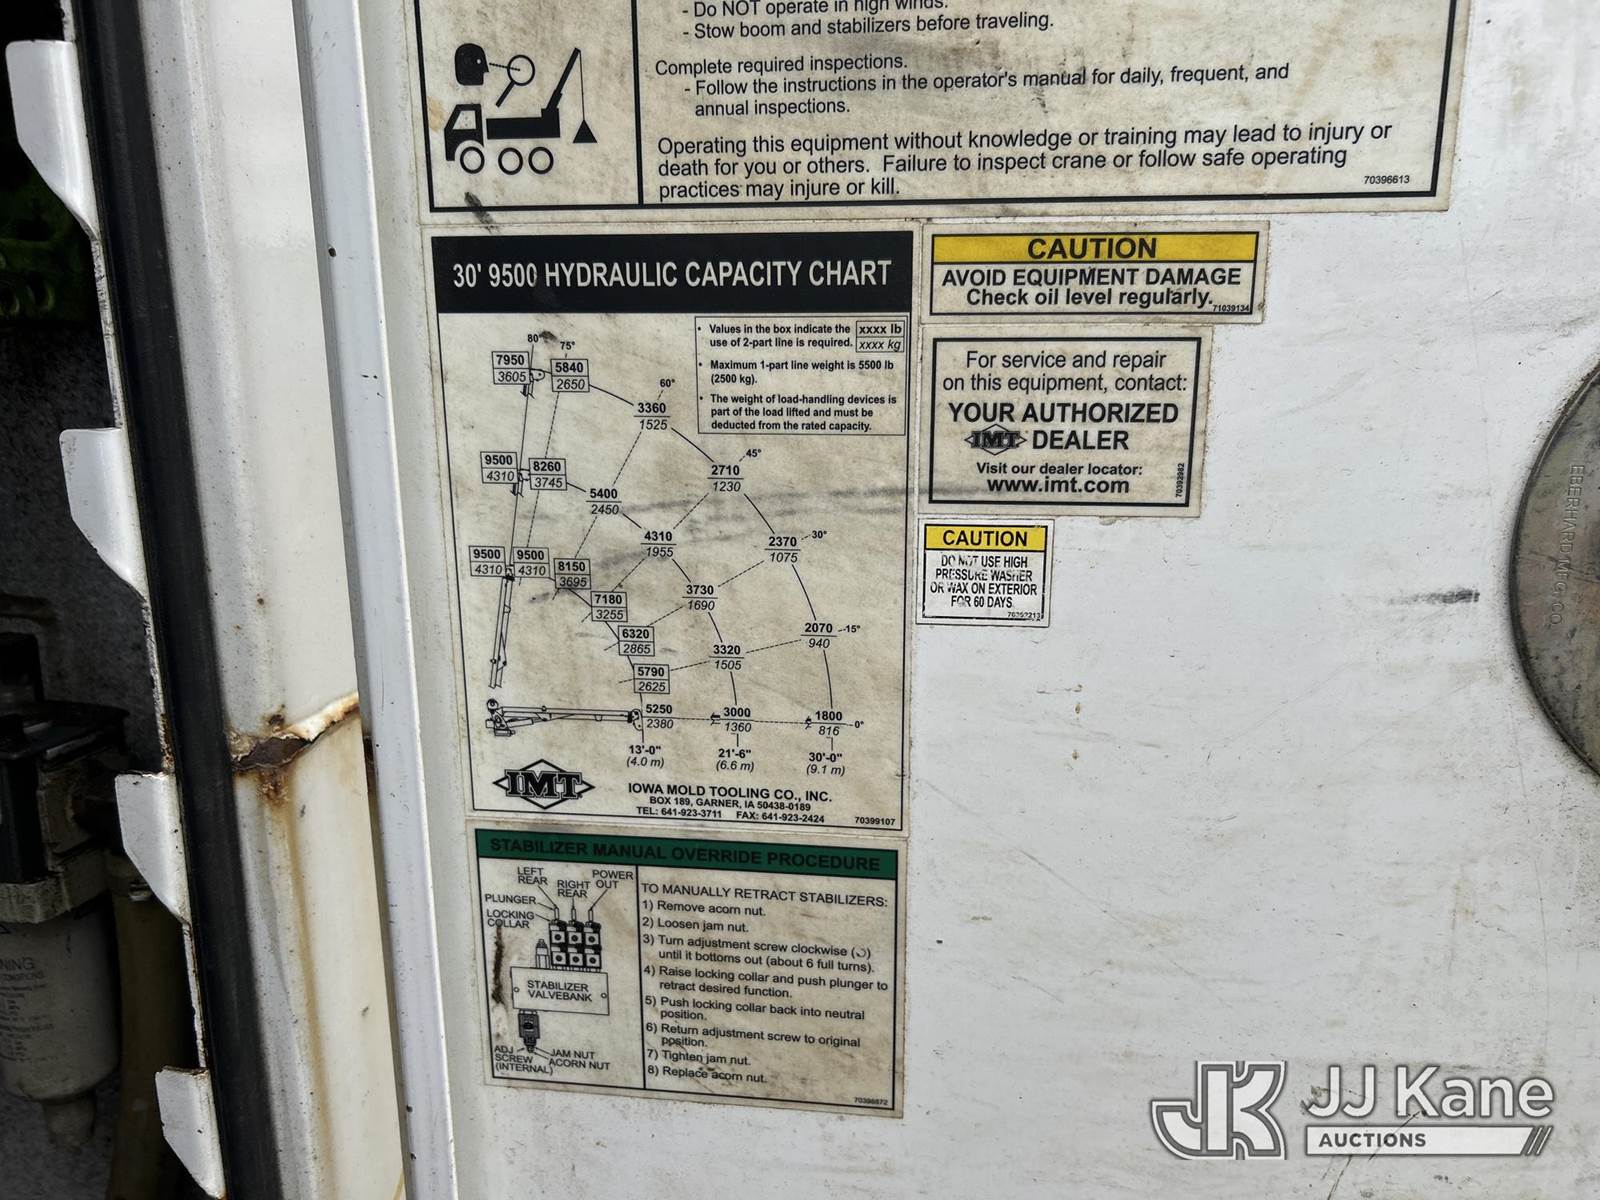 - Do NOT operate in high winds.
- Stow boom and stabilizers before traveling.
Complete required inspections.
- Follow the instructions in the operator's manual for daily, frequent, and
annual inspections.
Operating this equipment without knowledge or training may lead to injury or
death for you or others. Failure to inspect crane or follow safe operating
practices may injure or kill.
70396613
30' 9500 HYDRAULIC CAPACITY CHART
• Values in the box indicate the
use of 2-part line is required.
xxxx lb
xxxx kg
• Maximum 1-part line weight is 5500 lb
(2500 kg).
• The weight of load-handling devices is
part of the load lifted and must be
deducted from the rated capacity.
80°
75°
7950
3605
5840
2650
60°
3360
1525
45°
2710
1230
9500
4310
8260
3745
5400
2450
4310
1955
30°
2370
1075
9500
4310
9500
4310
8150
3695
7180
3255
3730
1690
6320
2865
15°
2070
940
3320
1505
5790
2625
5250
2380
3000
1360
1800
816
0°
13'-0"
(4.0 m)
21'-6"
(6.6 m)
30'-0"
(9.1 m)
IMT
IOWA MOLD TOOLING CO., INC.
BOX 189, GARNER, IA 50438-0189
TEL: 641-923-3711 FAX: 641-923-2424
70399107
CAUTION
AVOID EQUIPMENT DAMAGE
Check oil level regularly.
71039134
For service and repair
on this equipment, contact:
YOUR AUTHORIZED
IMT DEALER
Visit our dealer locator:
www.imt.com
70392982
CAUTION
DO NOT USE HIGH
PRESSURE WASHER
OR WAX ON EXTERIOR
FOR 60 DAYS
STABILIZER MANUAL OVERRIDE PROCEDURE
LEFT
REAR
RIGHT
REAR
POWER
OUT
PLUNGER
LOCKING
COLLAR
STABILIZER
VALVEBANK
ADJ
SCREW
(INTERNAL)
JAM NUT
ACORN NUT
TO MANUALLY RETRACT STABILIZERS:
1) Remove acorn nut.
2) Loosen jam nut.
3) Turn adjustment screw clockwise ( )
until it bottoms out (about 6 full turns).
4) Raise locking collar and push plunger to
retract desired function.
5) Push locking collar back into neutral
position.
6) Return adjustment screw to original
position.
7) Tighten jam nut.
8) Replace acorn nut.
70396672
EBERHARD MFG. CO.
JK JJ Kane
AUCTIONS